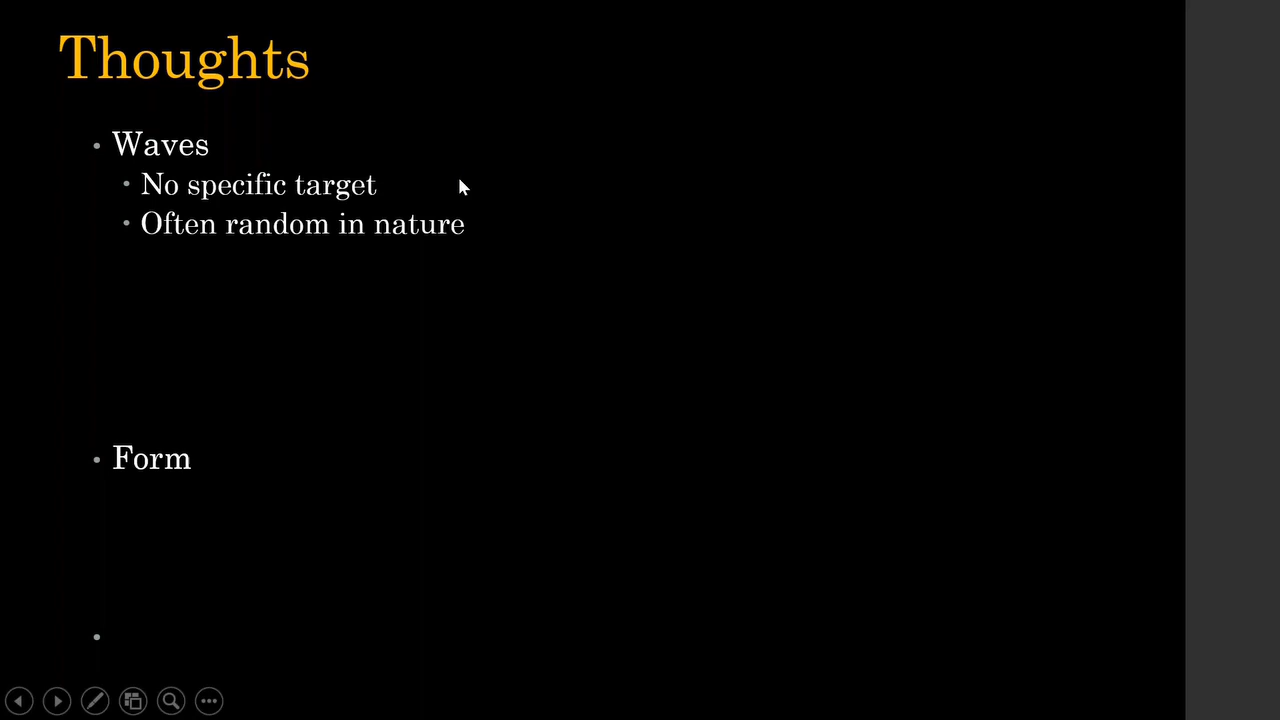 Thoughts
• Waves
• No specific target
• Often random in nature
• Form
•